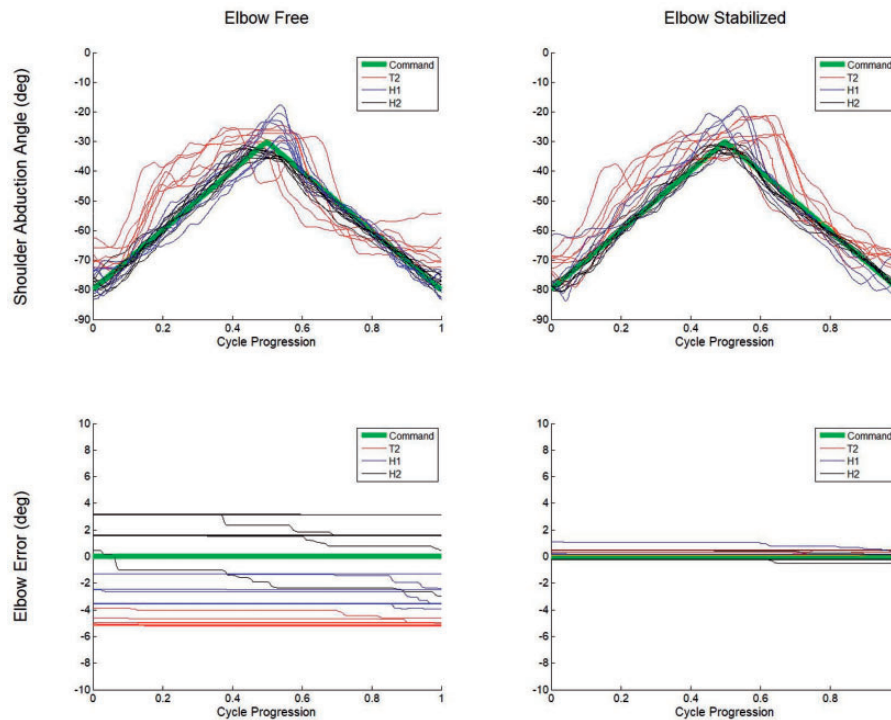 Elbow Free
Elbow Stabilized
Shoulder Abduction Angle (deg)
0
-10
-20
-30
-40
-50
-60
-70
-80
-90
0
0.2
0.4
0.6
0.8
1
Cycle Progression
Command
T2
H1
H2
0
-10
-20
-30
-40
-50
-60
-70
-80
-90
0
0.2
0.4
0.6
0.8
Cycle Progression
Command
T2
H1
H2
Elbow Error (deg)
10
8
6
4
2
0
-2
-4
-6
-8
-10
0
0.2
0.4
0.6
0.8
1
Cycle Progression
Command
T2
H1
H2
10
8
6
4
2
0
-2
-4
-6
-8
-10
0
0.2
0.4
0.6
0.8
Cycle Progression
Command
T2
H1
H2